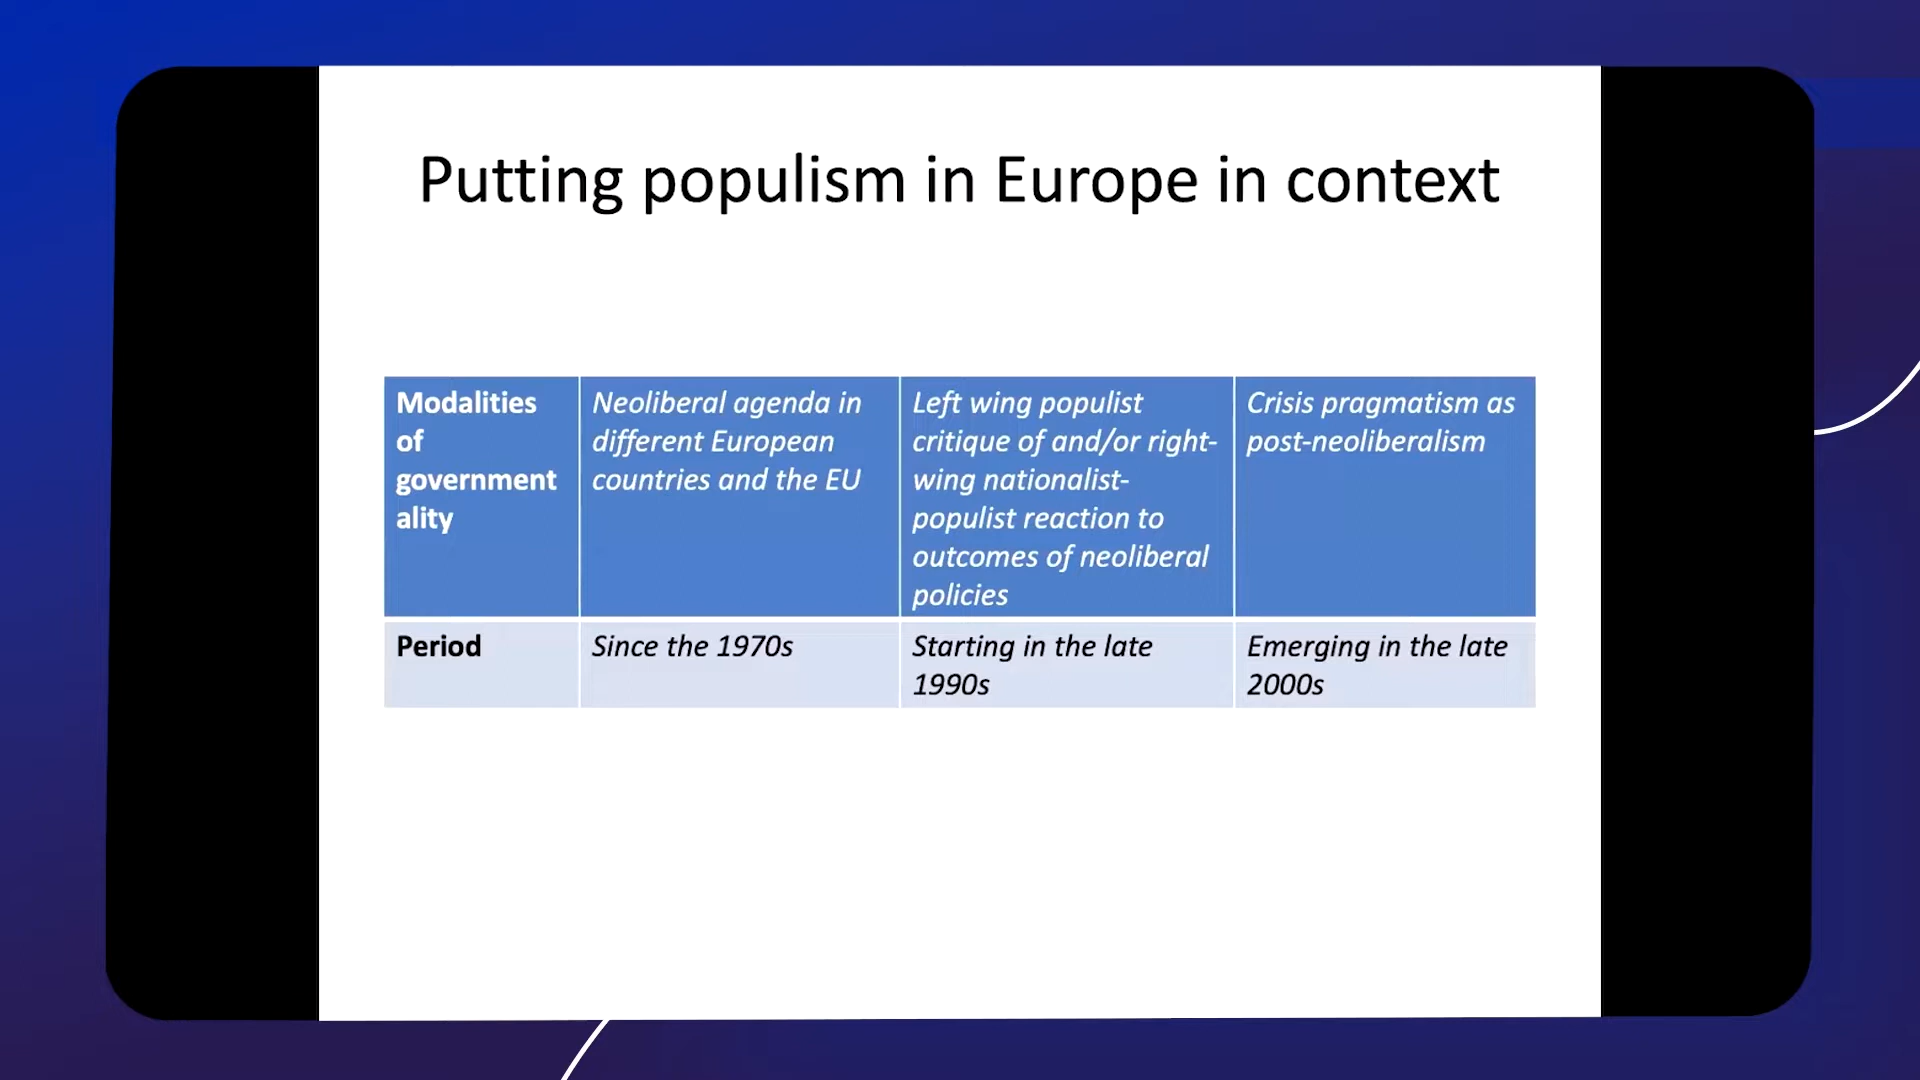 Putting populism in Europe in context
Modalities
of
government
ality
Neoliberal agenda in
different European
countries and the EU
Left wing populist
critique of and/or right-
wing nationalist-
populist reaction to
outcomes of neoliberal
policies
Crisis pragmatism as
post-neoliberalism
Period
Since the 1970s
Starting in the late
1990s
Emerging in the late
2000s